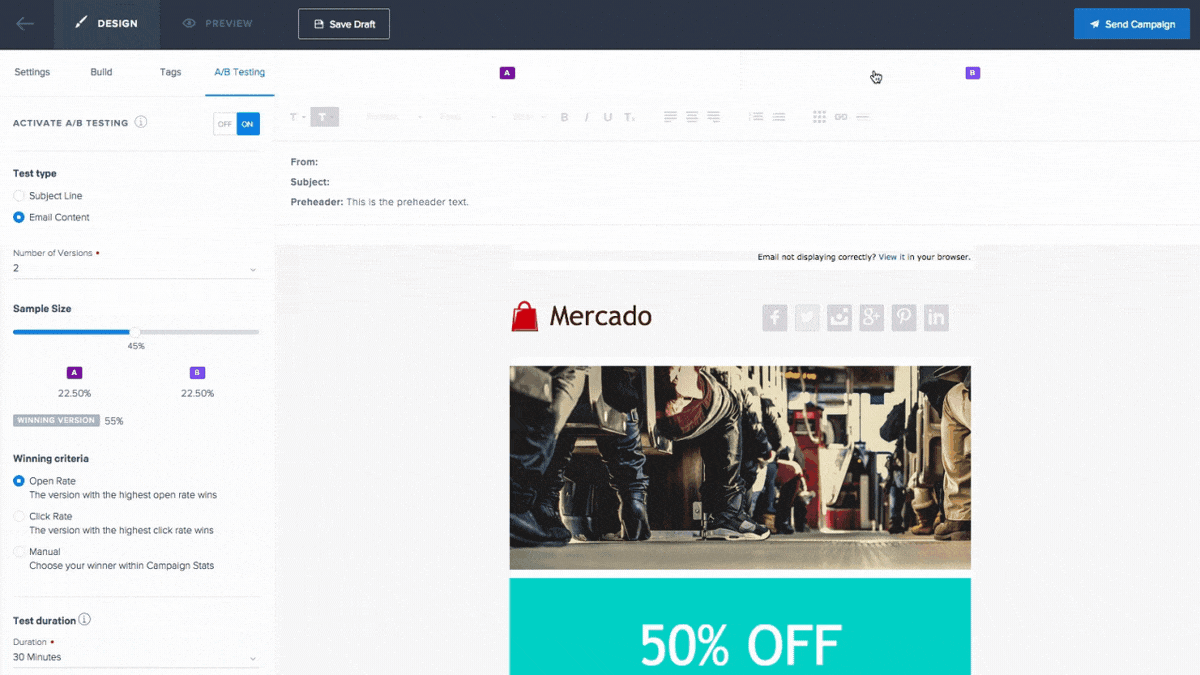 DESIGN
PREVIEW
Save Draft
Send Campaign
Settings
Build
Tags
A/B Testing
A
B
ACTIVATE A/B TESTING
OFF
ON
T
T
B
I
U
From:
Subject:
Preheader: This is the preheader text.
Test type
Subject Line
Email Content
Number of Versions
2
Sample Size
45%
A
B
22.50%
22.50%
WINNING VERSION 55%
Winning criteria
Open Rate
The version with the highest open rate wins
Click Rate
The version with the highest click rate wins
Manual
Choose your winner within Campaign Stats
Test duration
Duration
30 Minutes
Email not displaying correctly? View it in your browser.
Mercado
50% OFF